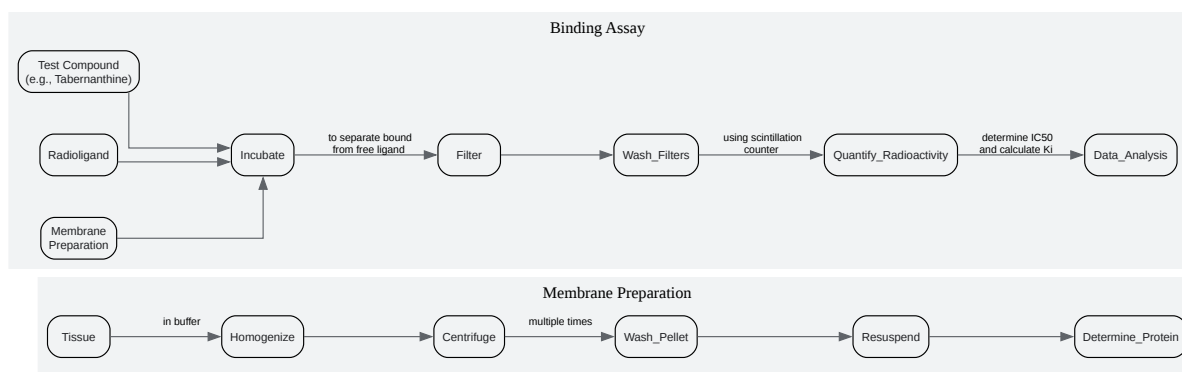 Binding Assay
Test Compound
(e.g., Tabernanthine)
Radioligand
Membrane
Preparation
Incubate
to separate bound
from free ligand
Filter
Wash_Filters
using scintillation
counter
Quantify_Radioactivity
determine IC50
and calculate Ki
Data_Analysis
Membrane Preparation
Tissue
in buffer
Homogenize
Centrifuge
multiple times
Wash_Pellet
Resuspend
Determine_Protein